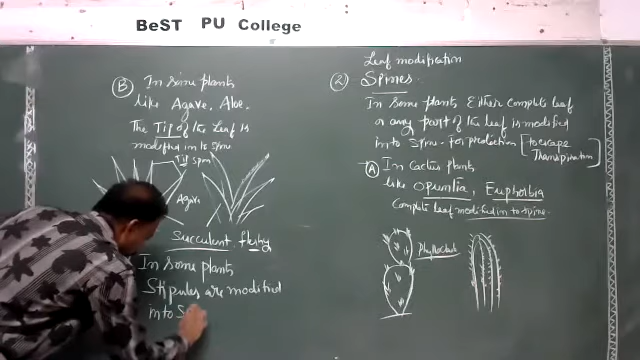 BeST PU College
Leaf modification
② Spines.
In some plants Either complete leaf
or any part of the leaf is modified
into Spine for protection [to escape
Transpiration]
Ⓐ In Cactus plants
like Opuntia, Euphorbia
Complete leaf modified in to spine.
Phylloclade
Ⓑ In some plants
like Agave, Aloe.
The Tip of the Leaf is
modified in to Spine
Tip Spine
Agave
Succulent fleshy
In some plant
Stipules are modified
into S